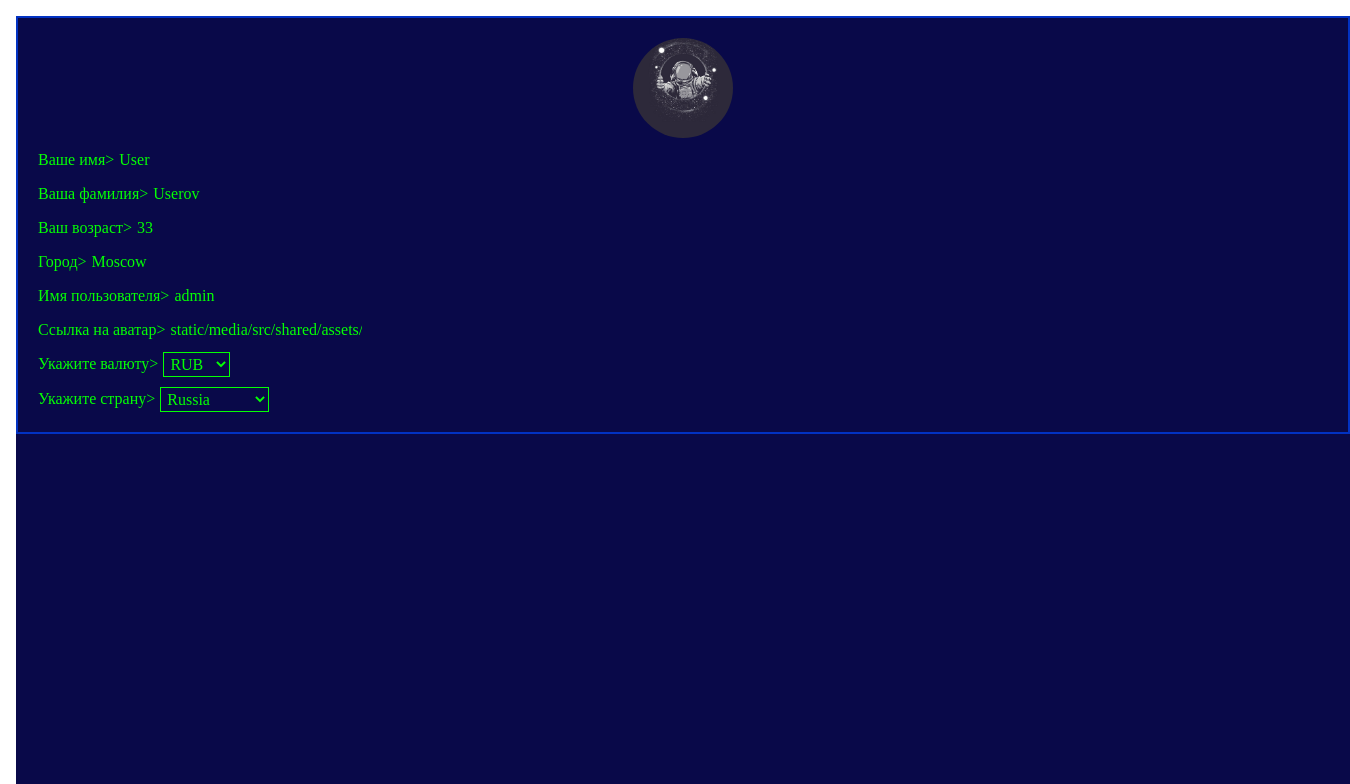 Ваше имя> User
Ваша фамилия> Userov
Ваш возраст> 33
Город> Moscow
Имя пользователя> admin
Ссылка на аватар> static/media/src/shared/assets/
Укажите валюту> RUB
Укажите страну> Russia